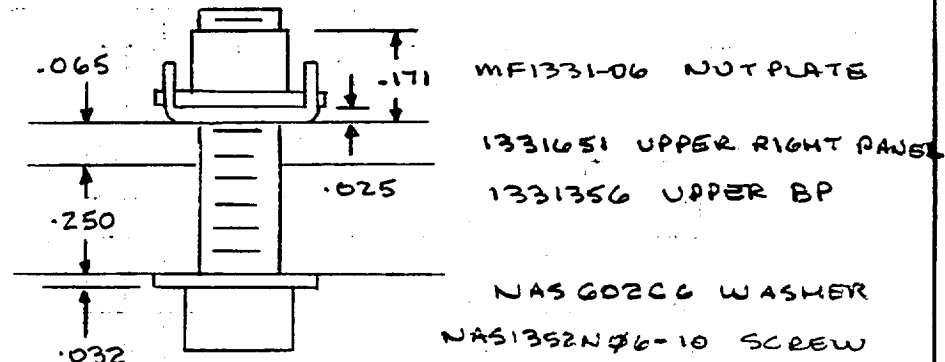 .065
.171
MF1331-06 NUTPLATE
1331651 UPPER RIGHT PANEL
.025
1331356 UPPER BP
.250
NAS602C6 WASHER
NAS1352NØ6-10 SCREW
.032